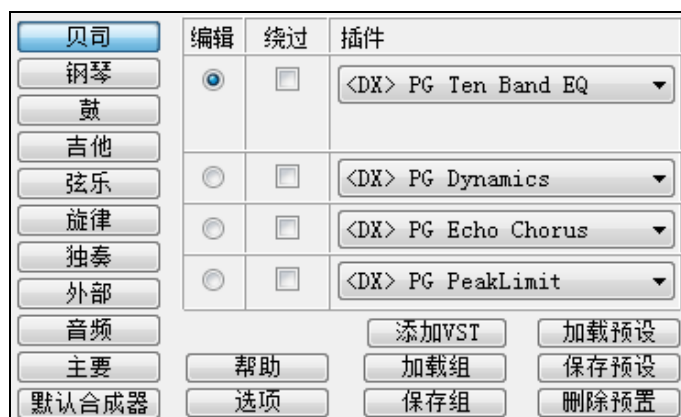 贝司
钢琴
鼓
吉他
弦乐
旋律
独奏
外部
音频
主要
默认合成器
编辑 绕过 插件
<DX> PG Ten Band EQ
<DX> PG Dynamics
<DX> PG Echo Chorus
<DX> PG PeakLimit
添加VST 加载预设
帮助 加载组 保存预设
选项 保存组 删除预置